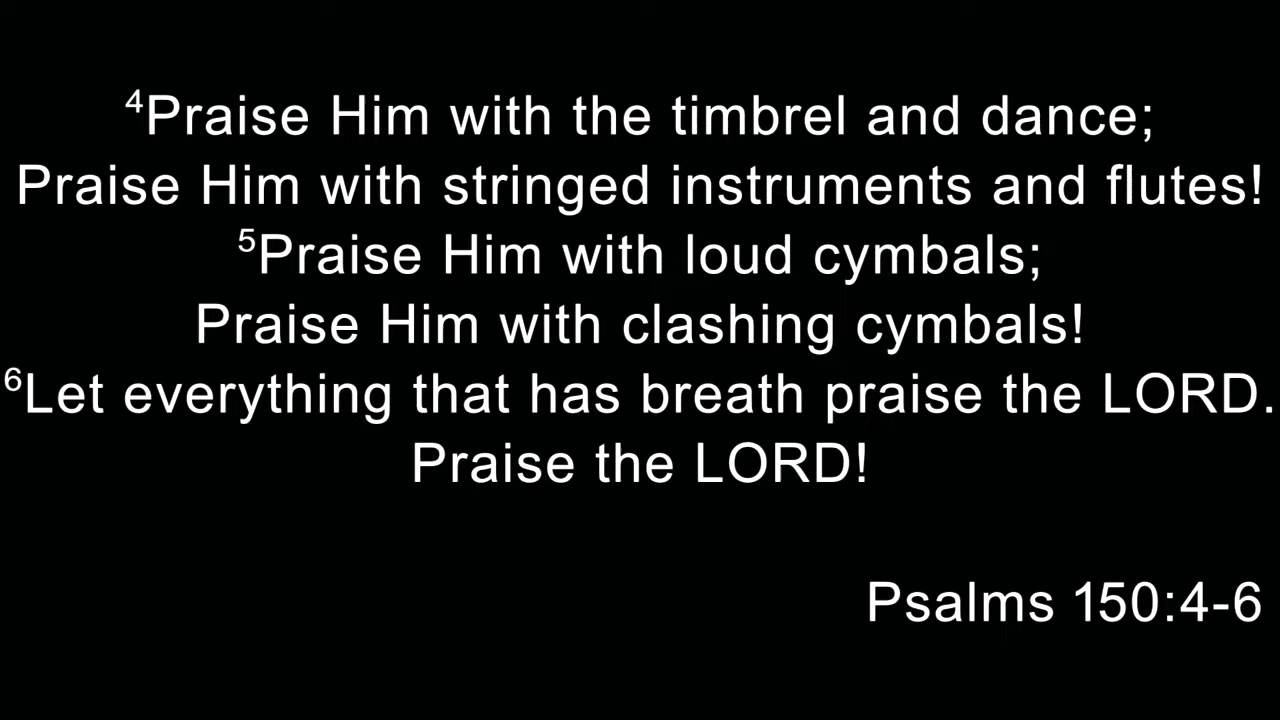 ⁴Praise Him with the timbrel and dance;
Praise Him with stringed instruments and flutes!
⁵Praise Him with loud cymbals;
Praise Him with clashing cymbals!
⁶Let everything that has breath praise the LORD.
Praise the LORD!
Psalms 150:4-6